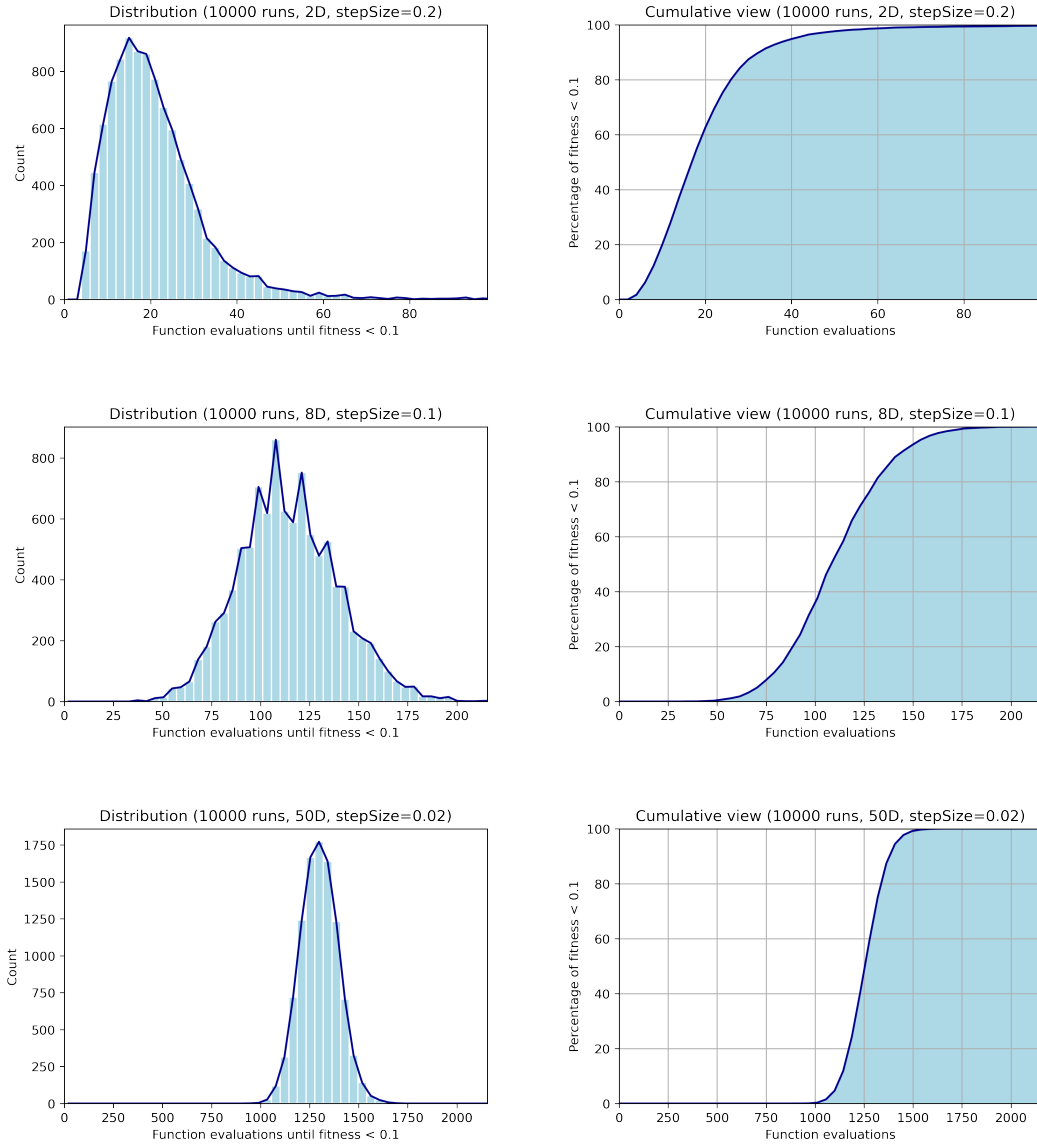 Distribution (10000 runs, 2D, stepSize=0.2)
Count
800
600
400
200
0
0 20 40 60 80
Function evaluations until fitness < 0.1
Cumulative view (10000 runs, 2D, stepSize=0.2)
Percentage of fitness < 0.1
100
80
60
40
20
0
0 20 40 60 80
Function evaluations
Distribution (10000 runs, 8D, stepSize=0.1)
Count
800
600
400
200
0
0 25 50 75 100 125 150 175 200
Function evaluations until fitness < 0.1
Cumulative view (10000 runs, 8D, stepSize=0.1)
Percentage of fitness < 0.1
100
80
60
40
20
0
0 25 50 75 100 125 150 175 200
Function evaluations
Distribution (10000 runs, 50D, stepSize=0.02)
Count
1750
1500
1250
1000
750
500
250
0
0 250 500 750 1000 1250 1500 1750 2000
Function evaluations until fitness < 0.1
Cumulative view (10000 runs, 50D, stepSize=0.02)
Percentage of fitness < 0.1
100
80
60
40
20
0
0 250 500 750 1000 1250 1500 1750 2000
Function evaluations